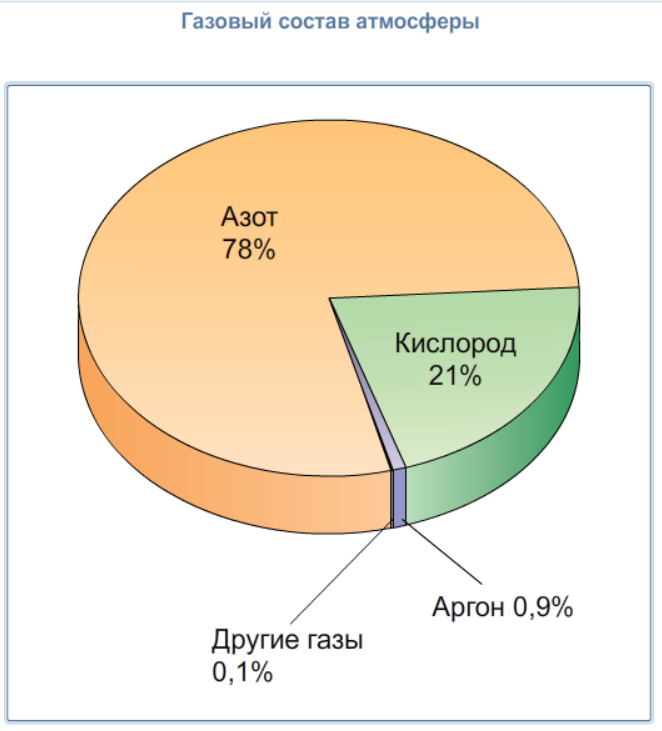 Газовый состав атмосферы
Азот
78%
Кислород
21%
Аргон 0,9%
Другие газы
0,1%